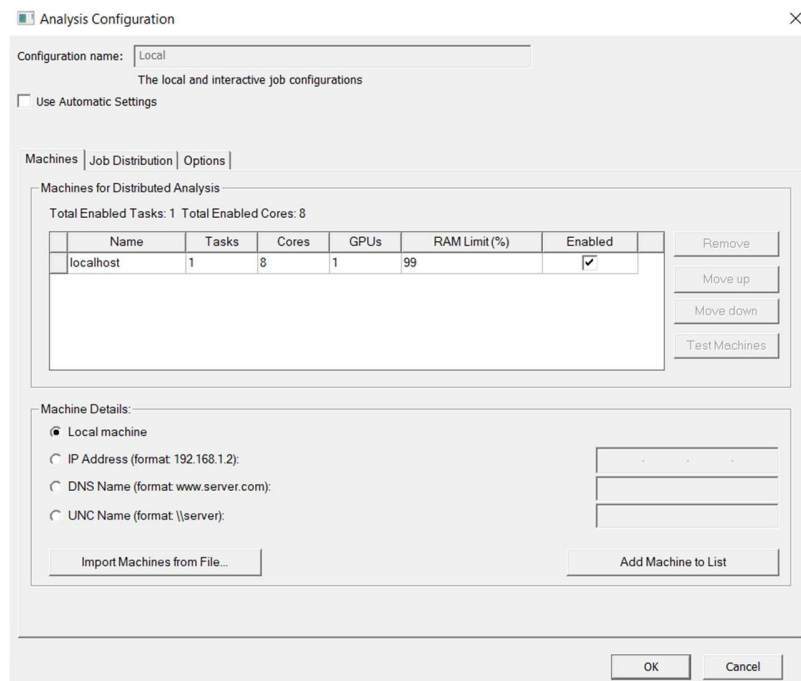 Analysis Configuration
Configuration name: Local
The local and interactive job configurations
Use Automatic Settings
Machines Job Distribution Options
Machines for Distributed Analysis
Total Enabled Tasks: 1 Total Enabled Cores: 8
Name Tasks Cores GPUs RAM Limit (%) Enabled
localhost 1 8 1 99
Remove
Move up
Move down
Test Machines
Machine Details:
Local machine
IP Address (format: 192.168.1.2):
DNS Name (format: www.server.com):
UNC Name (format: \\server):
Import Machines from File... Add Machine to List
OK Cancel